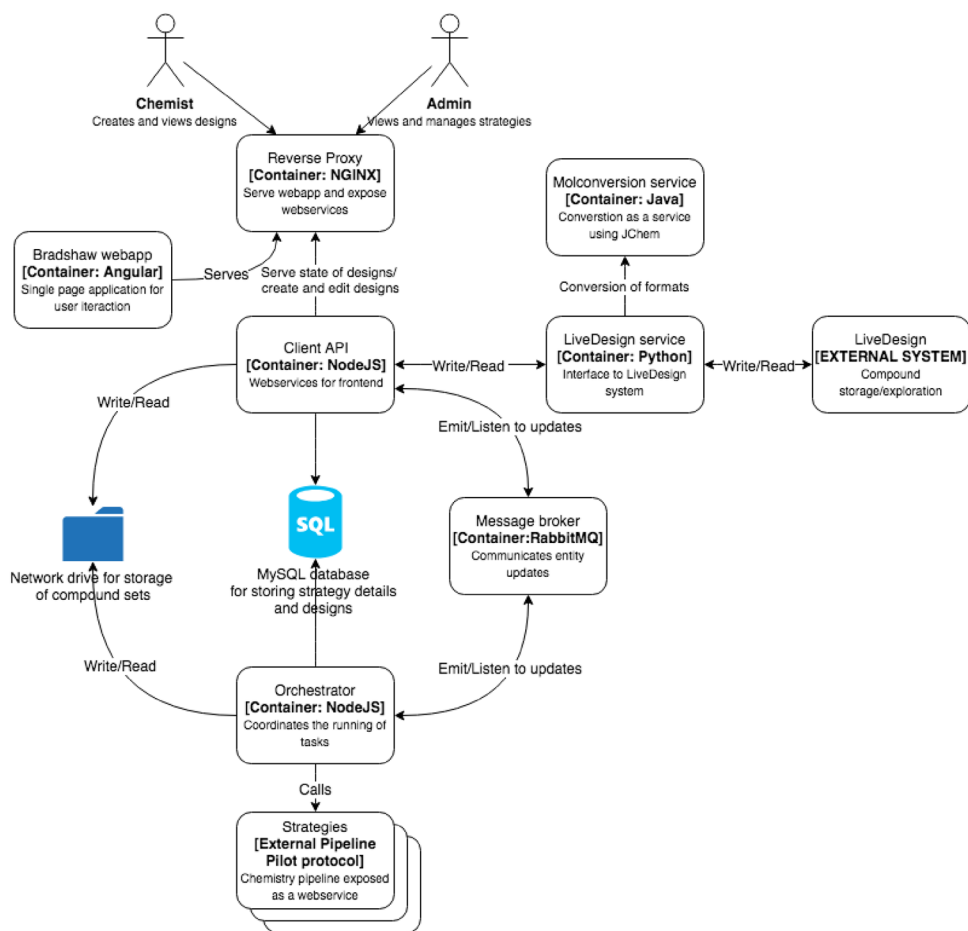 Chemist
Creates and views designs
Admin
Views and manages strategies
Reverse Proxy
[Container: NGINX]
Serve webapp and expose
webservices
Molconversion service
[Container: Java]
Converstion as a service
using JChem
Bradshaw webapp
[Container: Angular]
Single page application for
user iteraction
Serves
Serve state of designs/
create and edit designs
Conversion of formats
Client API
[Container: NodeJS]
Webservices for frontend
Write/Read
LiveDesign service
[Container: Python]
Interface to LiveDesign
system
Write/Read
LiveDesign
[EXTERNAL SYSTEM]
Compound
storage/exploration
Write/Read
Emit/Listen to updates
SQL
Message broker
[Container:RabbitMQ]
Communicates entity
updates
Network drive for storage
of compound sets
MySQL database
for storing strategy details
and designs
Write/Read
Emit/Listen to updates
Orchestrator
[Container: NodeJS]
Coordinates the running of
tasks
Calls
Strategies
[External Pipeline
Pilot protocol]
Chemistry pipeline exposed
as a webservice